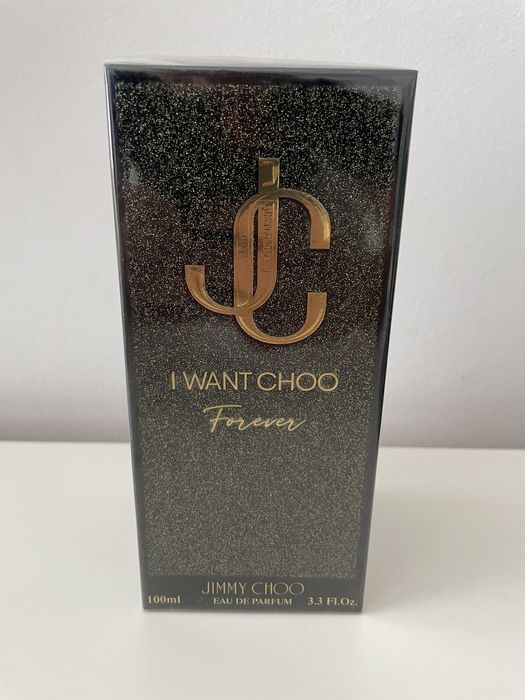 JC
I WANT CHOO
Forever
JIMMY CHOO
100ml EAU DE PARFUM 3.3 Fl.Oz.